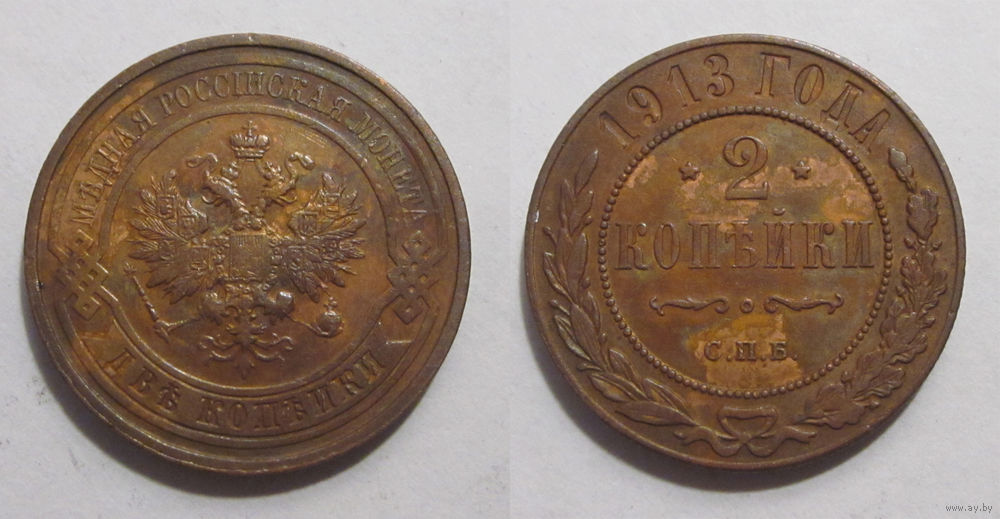 МѢДНАЯ РОССІЙСКАЯ МОНЕТА
ДВѢ КОПѢЙКИ
1913 ГОДА
2
КОПѢЙКИ
С.П.Б.
www.ay.by